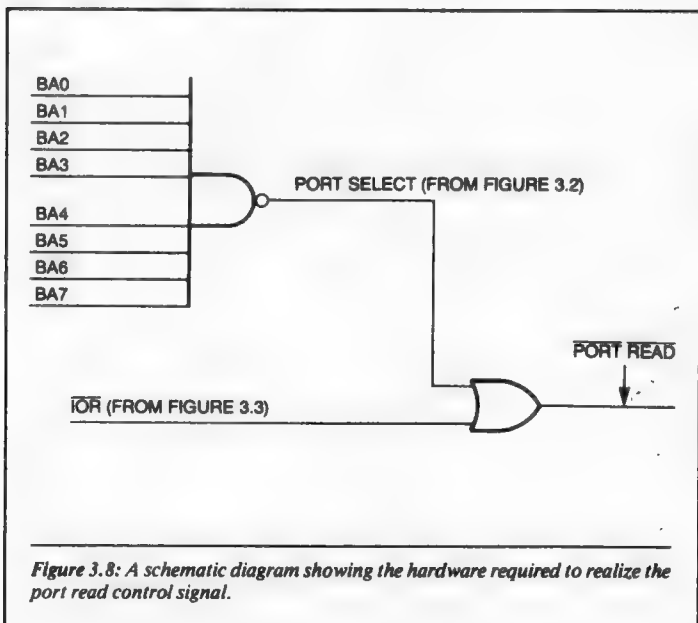 BA0
BA1
BA2
BA3
BA4
BA5
BA6
BA7
PORT SELECT (FROM FIGURE 3.2)
IOR (FROM FIGURE 3.3)
PORT READ
Figure 3.8: A schematic diagram showing the hardware required to realize the
port read control signal.